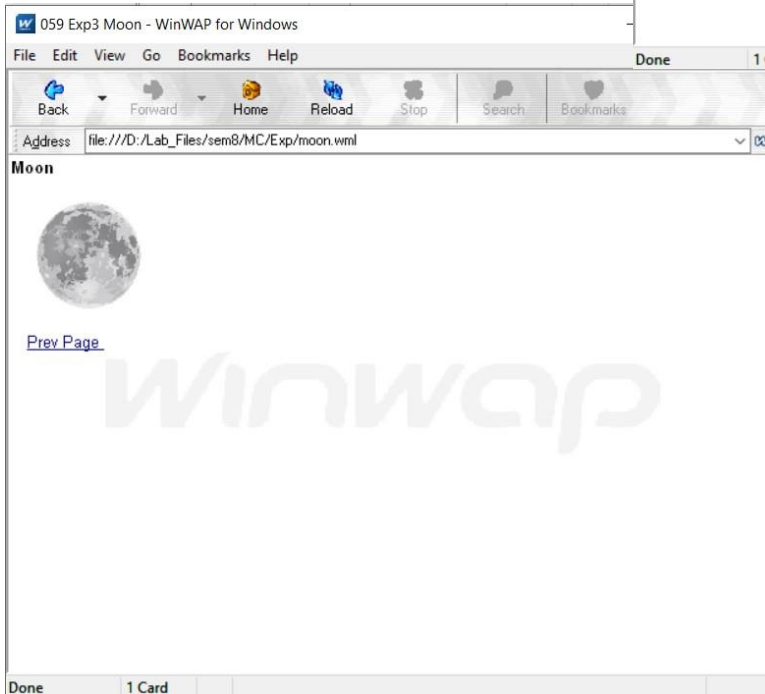 059 Exp3 Moon - WinWAP for Windows
File Edit View Go Bookmarks Help
Done 1
Back Forward Home Reload Stop Search Bookmarks
Address file:///D:/Lab_Files/sem8/MC/Exp/moon.wml
Moon
Prev Page
winwap
Done 1 Card